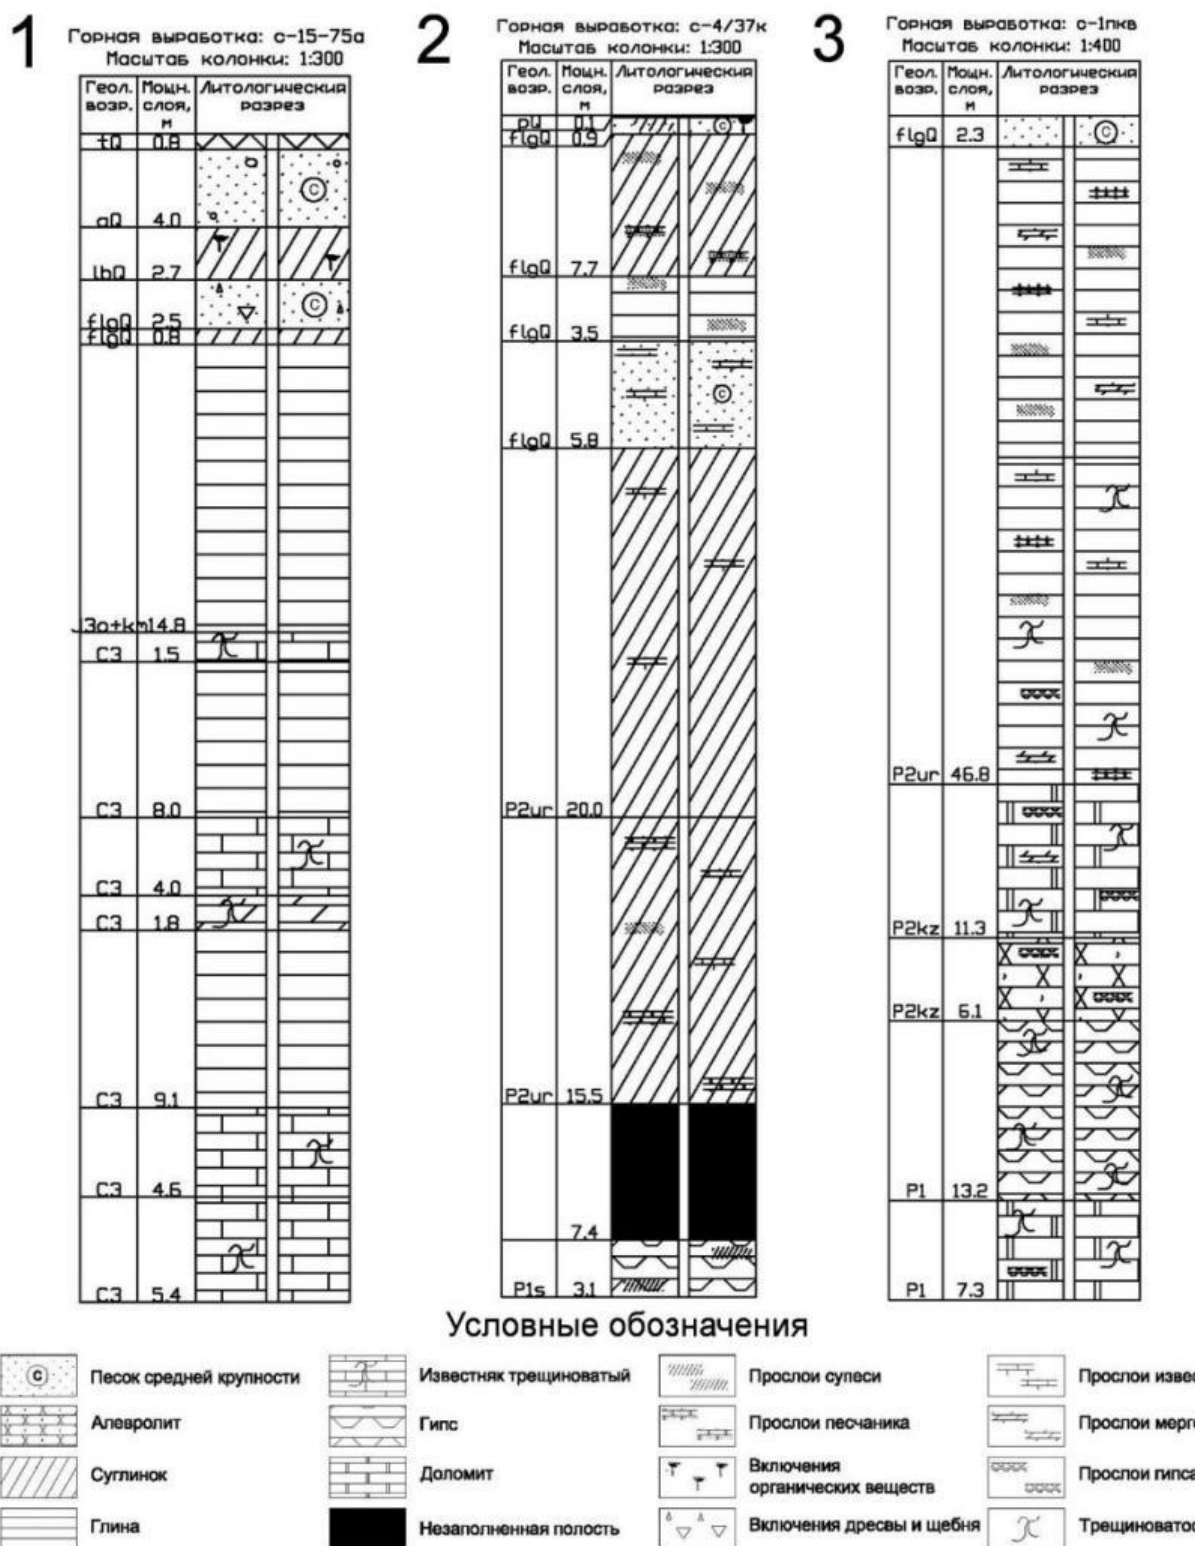 1
Горная выработка: с-15-75а
Масштаб колонки: 1:300
Геол. возр.
Мощн. слоя, м
Литологический разрез
tQ 0.8
aQ 4.0
lbQ 2.7
flgQ 2.5
flgQ 0.8
J3o+km 14.8
C3 1.5
C3 8.0
C3 4.0
C3 1.8
C3 9.1
C3 4.6
C3 5.4
2
Горная выработка: с-4/37к
Масштаб колонки: 1:300
Геол. возр.
Мощн. слоя, м
Литологический разрез
pQ 0.1
flgQ 0.9
flgQ 7.7
flgQ 3.5
flgQ 5.8
P2ur 20.0
P2ur 15.5
7.4
P1s 3.1
3
Горная выработка: с-1пкв
Масштаб колонки: 1:400
Геол. возр.
Мощн. слоя, м
Литологический разрез
flgQ 2.3
P2ur 46.8
P2kz 11.3
P2kz 6.1
P1 13.2
P1 7.3
Условные обозначения
Песок средней крупности
Алевролит
Суглинок
Глина
Известняк трещиноватый
Гипс
Доломит
Незаполненная полость
Прослои супеси
Прослои песчаника
Включения
органических веществ
Включения дресвы и щебня
Прослои извес
Прослои мерге
Прослои гипса
Трещиноватос